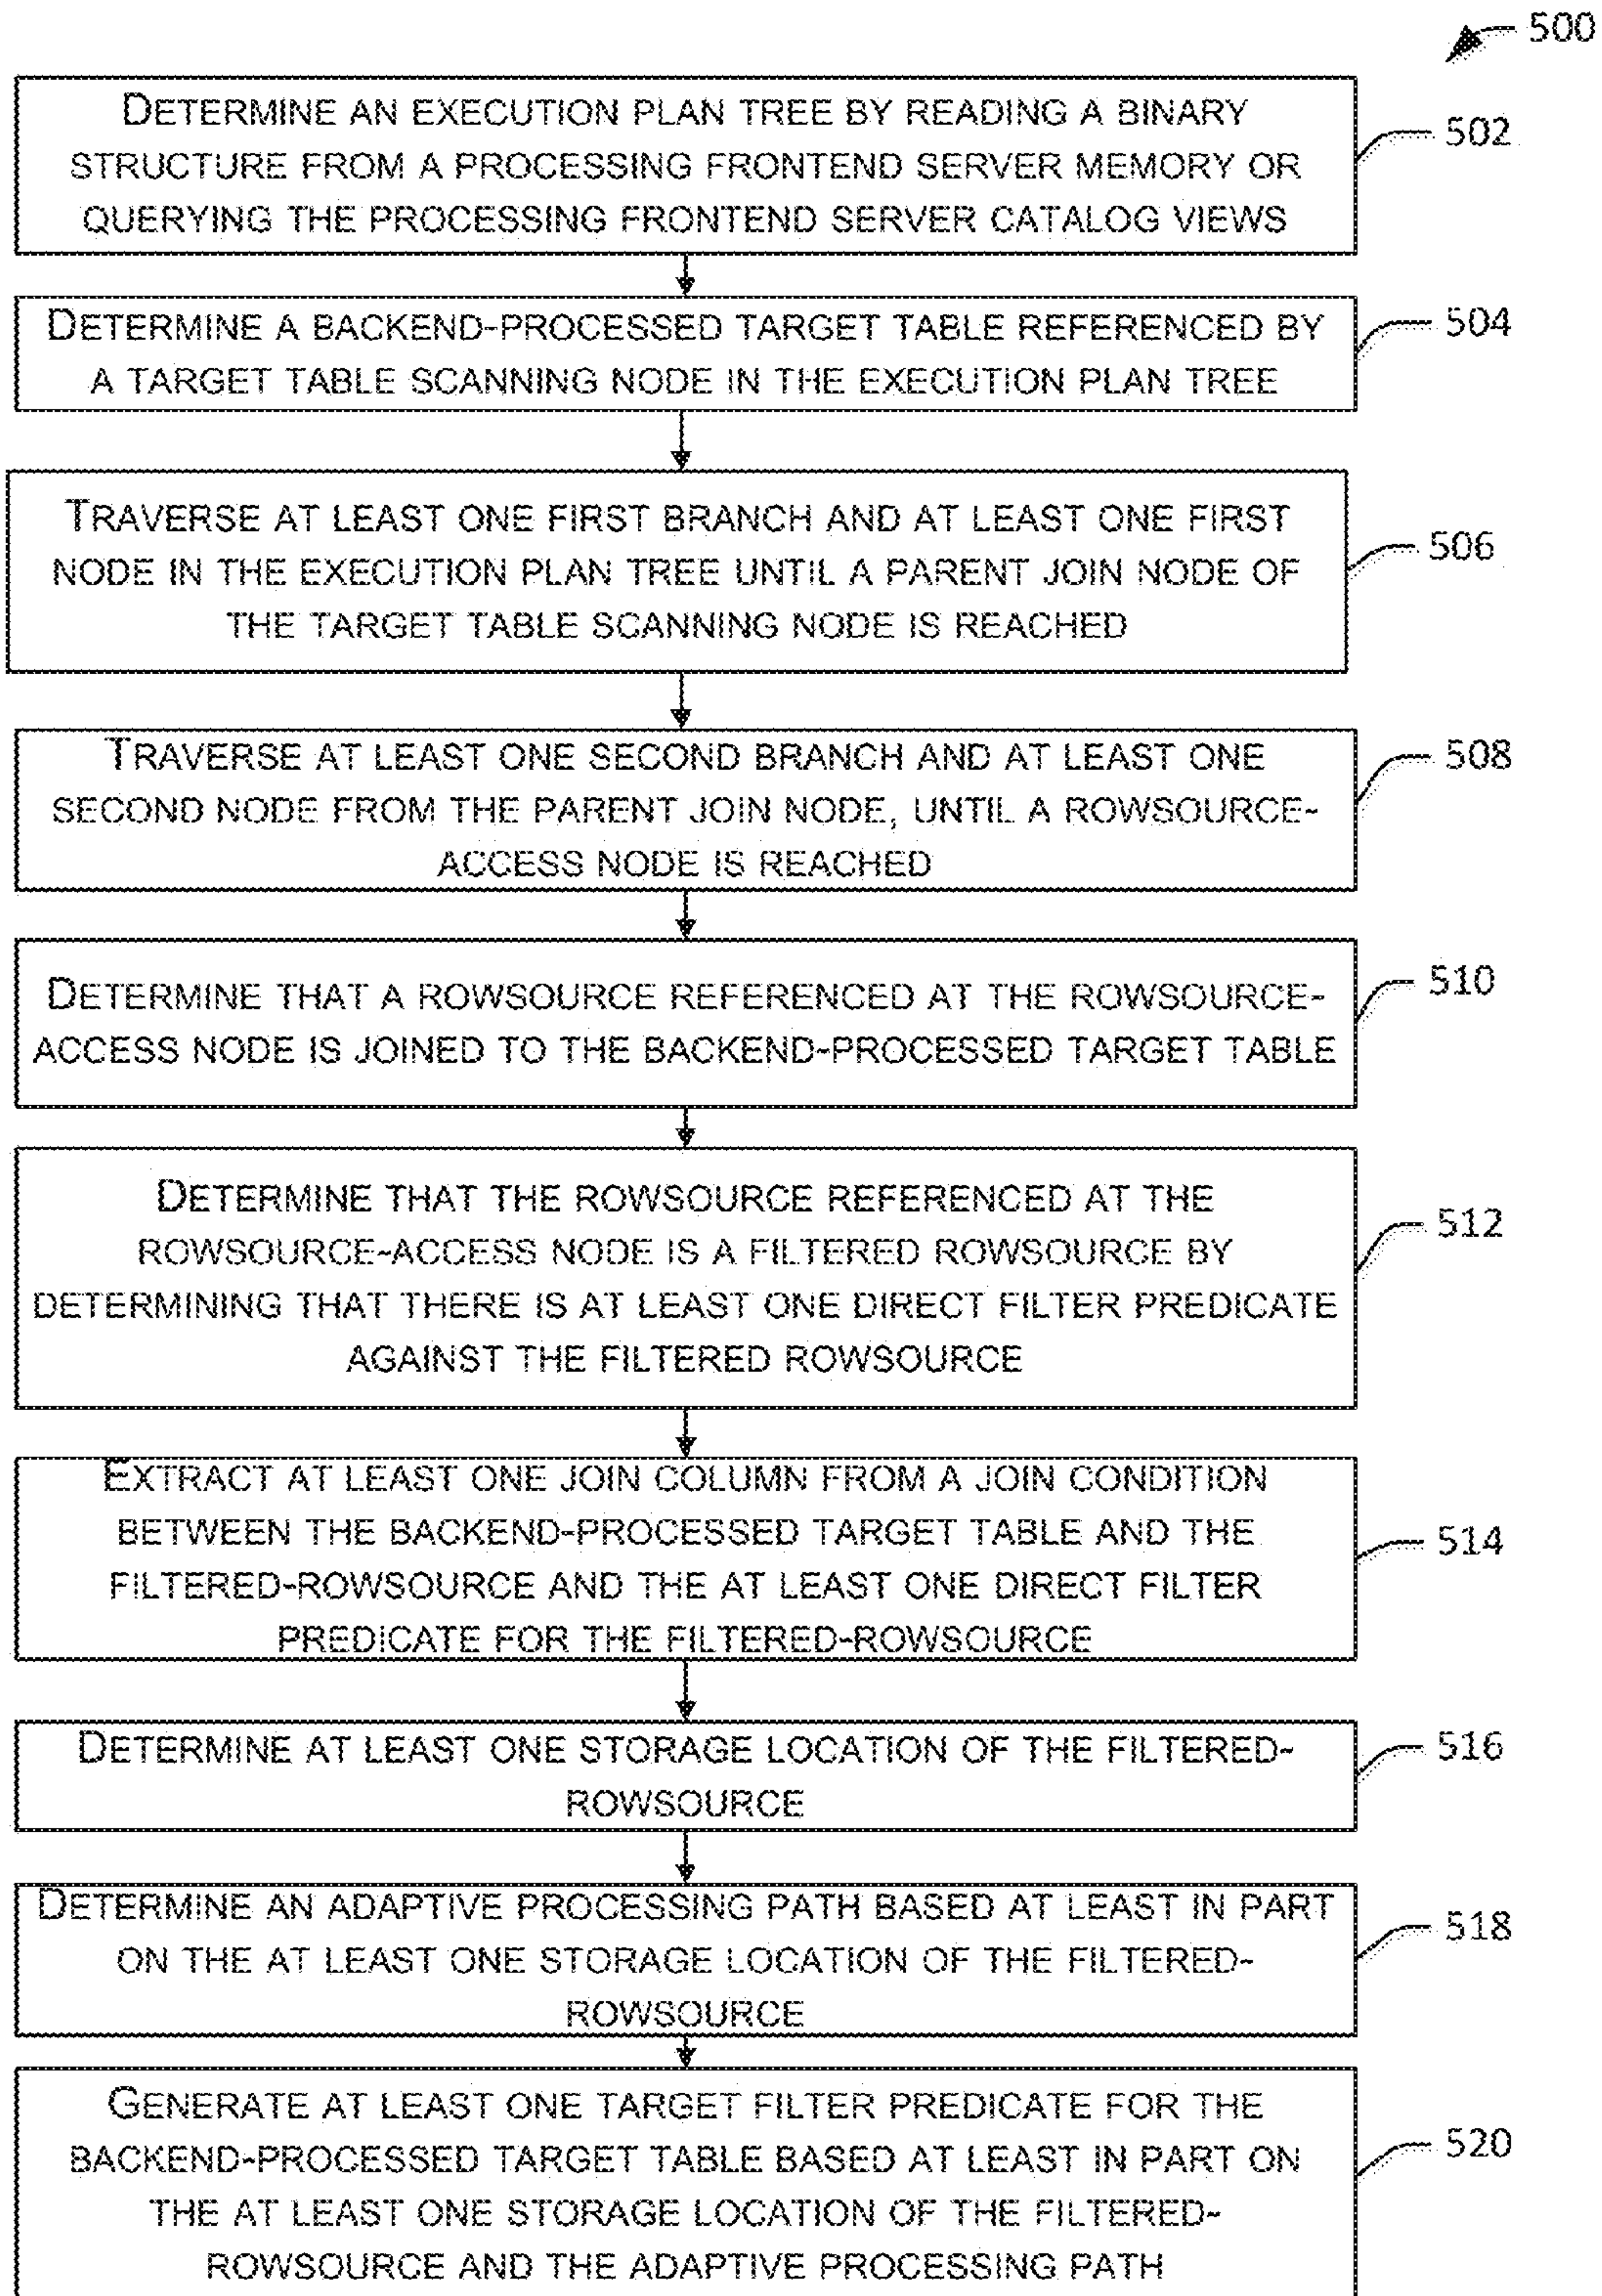 500
DETERMINE AN EXECUTION PLAN TREE BY READING A BINARY
STRUCTURE FROM A PROCESSING FRONTEND SERVER MEMORY OR
QUERYING THE PROCESSING FRONTEND SERVER CATALOG VIEWS
502
DETERMINE A BACKEND-PROCESSED TARGET TABLE REFERENCED BY
A TARGET TABLE SCANNING NODE IN THE EXECUTION PLAN TREE
504
TRAVERSE AT LEAST ONE FIRST BRANCH AND AT LEAST ONE FIRST
NODE IN THE EXECUTION PLAN TREE UNTIL A PARENT JOIN NODE OF
THE TARGET TABLE SCANNING NODE IS REACHED
506
TRAVERSE AT LEAST ONE SECOND BRANCH AND AT LEAST ONE
SECOND NODE FROM THE PARENT JOIN NODE, UNTIL A ROWSOURCE-
ACCESS NODE IS REACHED
508
DETERMINE THAT A ROWSOURCE REFERENCED AT THE ROWSOURCE-
ACCESS NODE IS JOINED TO THE BACKEND-PROCESSED TARGET TABLE
510
DETERMINE THAT THE ROWSOURCE REFERENCED AT THE
ROWSOURCE-ACCESS NODE IS A FILTERED ROWSOURCE BY
DETERMINING THAT THERE IS AT LEAST ONE DIRECT FILTER PREDICATE
AGAINST THE FILTERED ROWSOURCE
512
EXTRACT AT LEAST ONE JOIN COLUMN FROM A JOIN CONDITION
BETWEEN THE BACKEND-PROCESSED TARGET TABLE AND THE
FILTERED-ROWSOURCE AND THE AT LEAST ONE DIRECT FILTER
PREDICATE FOR THE FILTERED-ROWSOURCE
514
DETERMINE AT LEAST ONE STORAGE LOCATION OF THE FILTERED-
ROWSOURCE
516
DETERMINE AN ADAPTIVE PROCESSING PATH BASED AT LEAST IN PART
ON THE AT LEAST ONE STORAGE LOCATION OF THE FILTERED-
ROWSOURCE
518
GENERATE AT LEAST ONE TARGET FILTER PREDICATE FOR THE
BACKEND-PROCESSED TARGET TABLE BASED AT LEAST IN PART ON
THE AT LEAST ONE STORAGE LOCATION OF THE FILTERED-
ROWSOURCE AND THE ADAPTIVE PROCESSING PATH
520